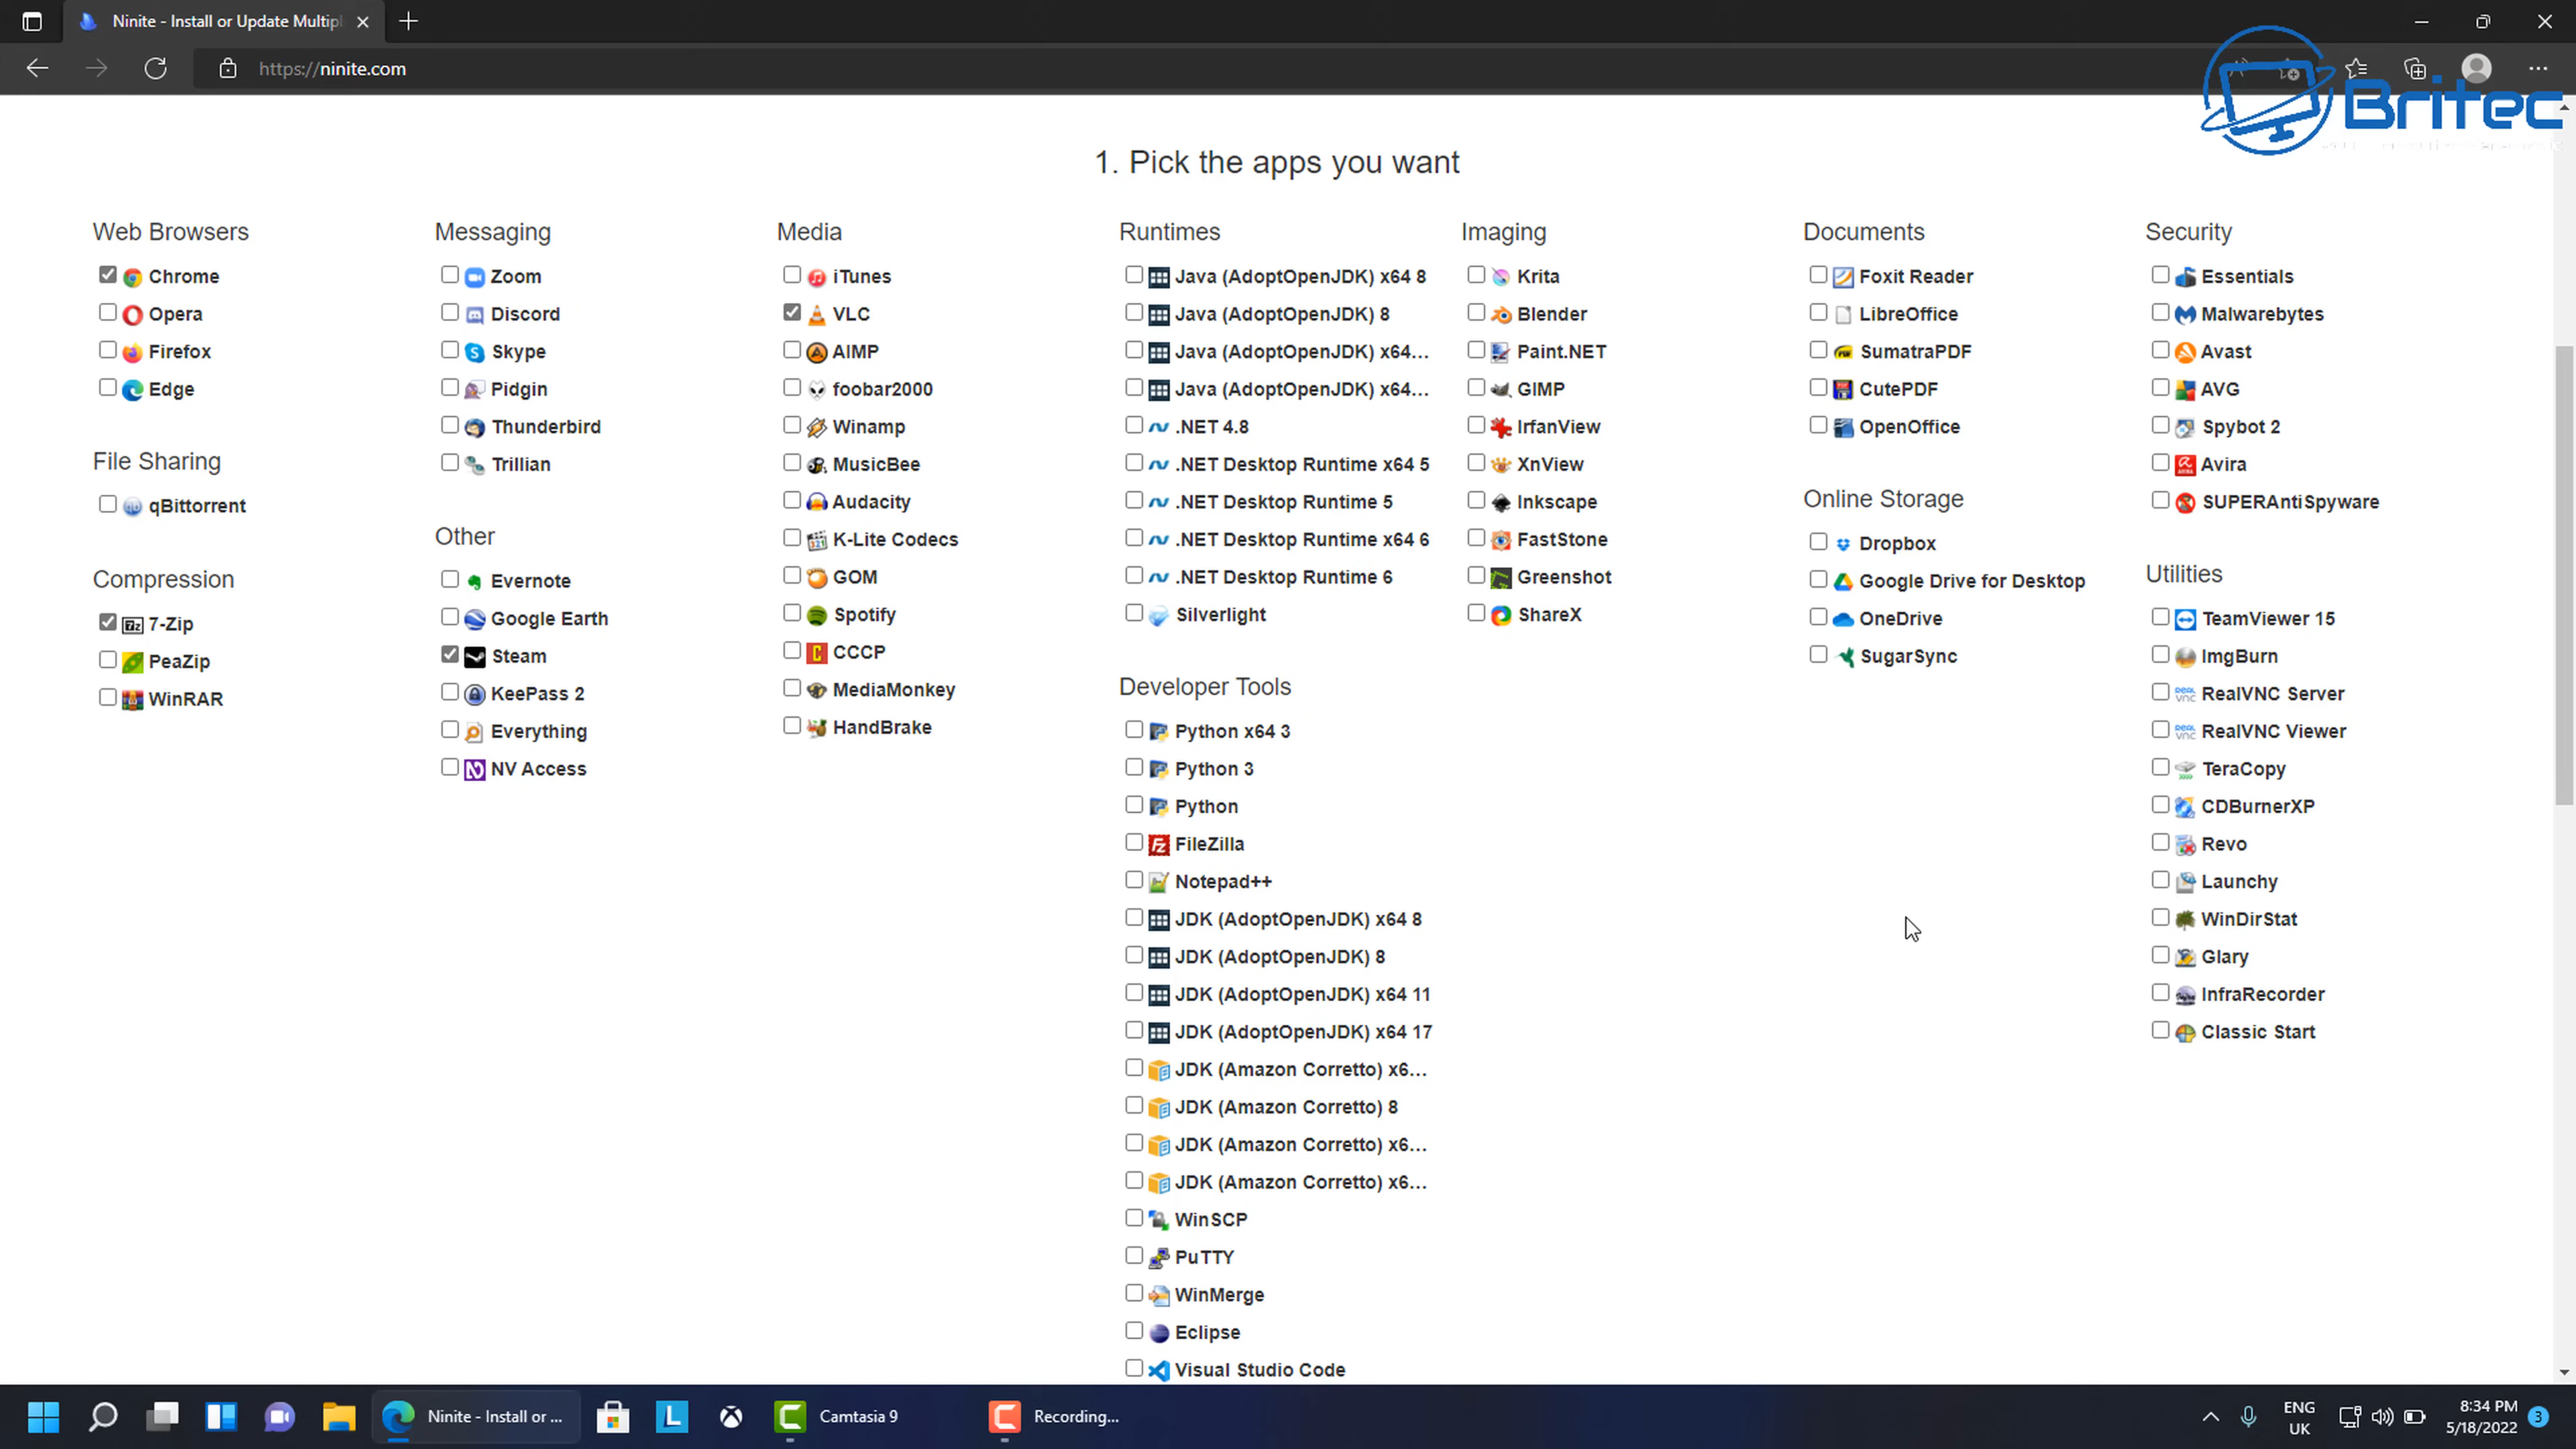 Ninite - Install or Update Multipl
https://ninite.com
Britec
1. Pick the apps you want
Web Browsers
Chrome
Opera
Firefox
Edge
File Sharing
qBittorrent
Compression
7-Zip
PeaZip
WinRAR
Messaging
Zoom
Discord
Skype
Pidgin
Thunderbird
Trillian
Other
Evernote
Google Earth
Steam
KeePass 2
Everything
NV Access
Media
iTunes
VLC
AIMP
foobar2000
Winamp
MusicBee
Audacity
K-Lite Codecs
GOM
Spotify
CCCP
MediaMonkey
HandBrake
Runtimes
Java (AdoptOpenJDK) x64 8
Java (AdoptOpenJDK) 8
Java (AdoptOpenJDK) x64...
Java (AdoptOpenJDK) x64...
.NET 4.8
.NET Desktop Runtime x64 5
.NET Desktop Runtime 5
.NET Desktop Runtime x64 6
.NET Desktop Runtime 6
Silverlight
Developer Tools
Python x64 3
Python 3
Python
FileZilla
Notepad++
JDK (AdoptOpenJDK) x64 8
JDK (AdoptOpenJDK) 8
JDK (AdoptOpenJDK) x64 11
JDK (AdoptOpenJDK) x64 17
JDK (Amazon Corretto) x6...
JDK (Amazon Corretto) 8
JDK (Amazon Corretto) x6...
JDK (Amazon Corretto) x6...
WinSCP
PuTTY
WinMerge
Eclipse
Visual Studio Code
Imaging
Krita
Blender
Paint.NET
GIMP
IrfanView
XnView
Inkscape
FastStone
Greenshot
ShareX
Documents
Foxit Reader
LibreOffice
SumatraPDF
CutePDF
OpenOffice
Online Storage
Dropbox
Google Drive for Desktop
OneDrive
SugarSync
Security
Essentials
Malwarebytes
Avast
AVG
Spybot 2
Avira
SUPERAntiSpyware
Utilities
TeamViewer 15
ImgBurn
RealVNC Server
RealVNC Viewer
TeraCopy
CDBurnerXP
Revo
Launchy
WinDirStat
Glary
InfraRecorder
Classic Start
Ninite - Install or ...
Camtasia 9
Recording...
ENG
UK
8:34 PM
5/18/2022
3